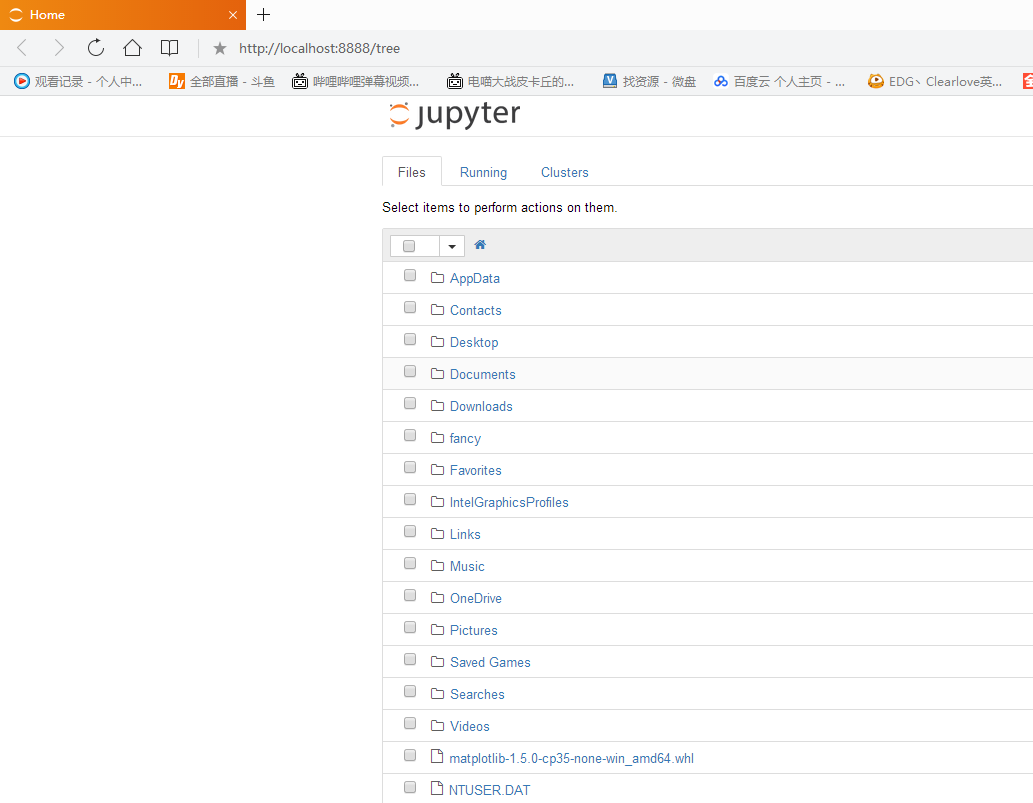 Home
http://localhost:8888/tree
观看记录 - 个人中... 全部直播 - 斗鱼 哔哩哔哩弹幕视频... 电喵大战皮卡丘的... 找资源 - 微盘 百度云 个人主页 - ... EDG丶Clearlove英... 全
jupyter
Files Running Clusters
Select items to perform actions on them.
AppData
Contacts
Desktop
Documents
Downloads
fancy
Favorites
IntelGraphicsProfiles
Links
Music
OneDrive
Pictures
Saved Games
Searches
Videos
matplotlib-1.5.0-cp35-none-win_amd64.whl
NTUSER.DAT